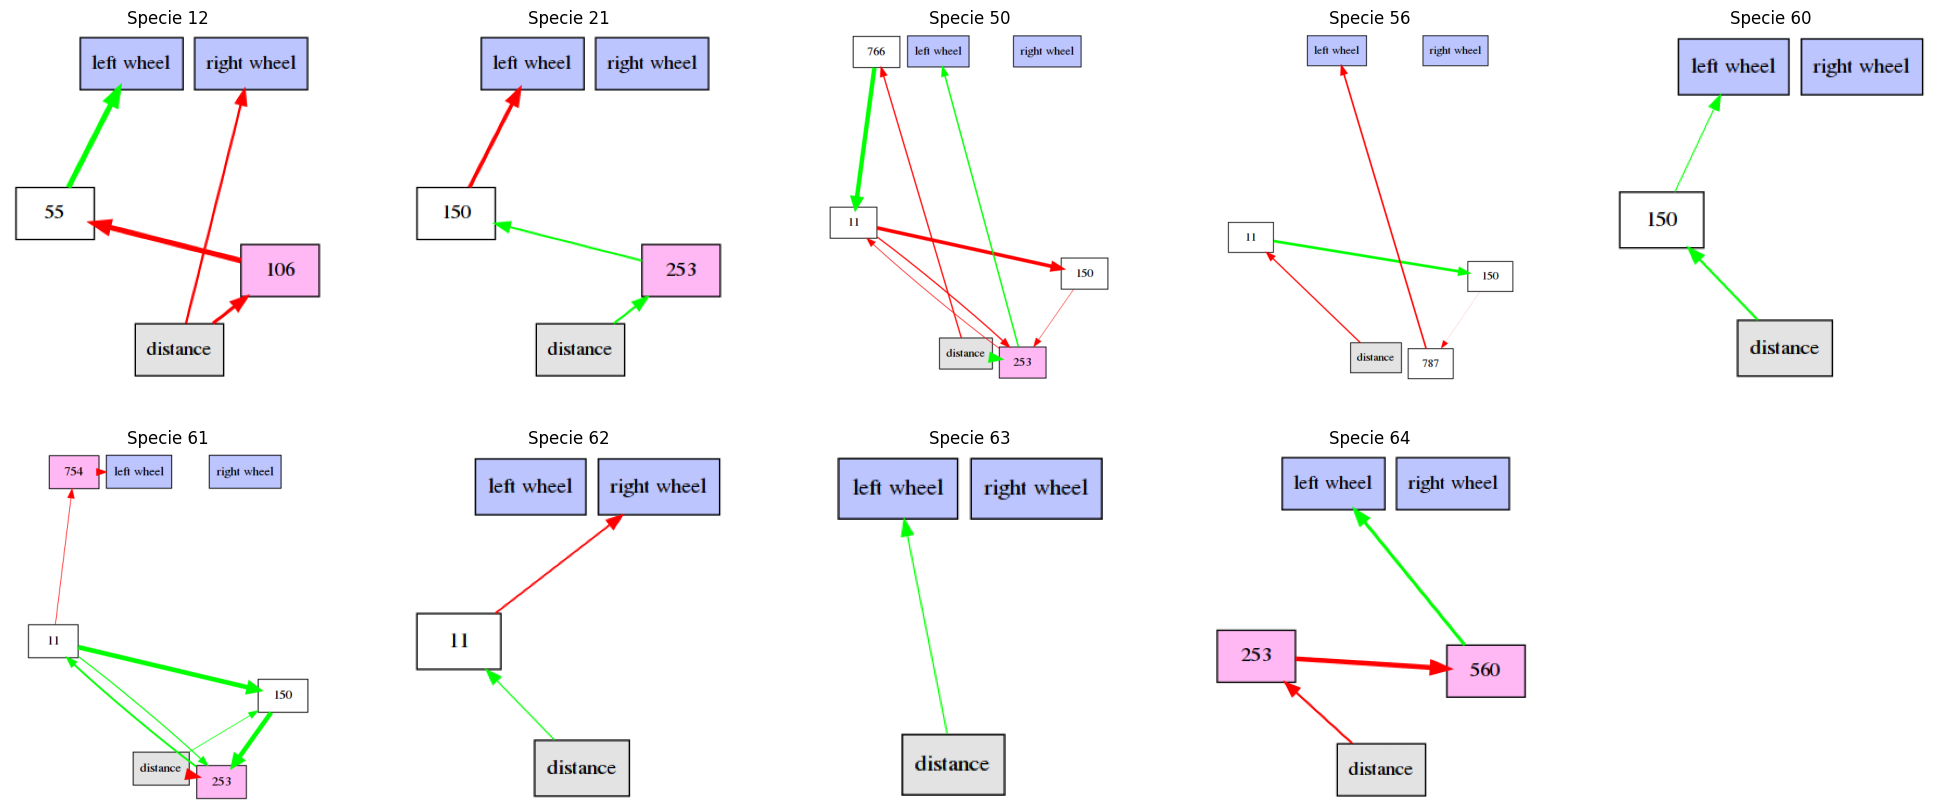 Specie 12
left wheel
right wheel
55
106
distance
Specie 21
left wheel
right wheel
150
253
distance
Specie 50
766
left wheel
right wheel
11
150
distance
253
Specie 56
left wheel
right wheel
11
150
distance
787
Specie 60
left wheel
right wheel
150
distance
Specie 61
754
left wheel
right wheel
11
150
distance
253
Specie 62
left wheel
right wheel
11
distance
Specie 63
left wheel
right wheel
distance
Specie 64
left wheel
right wheel
253
560
distance